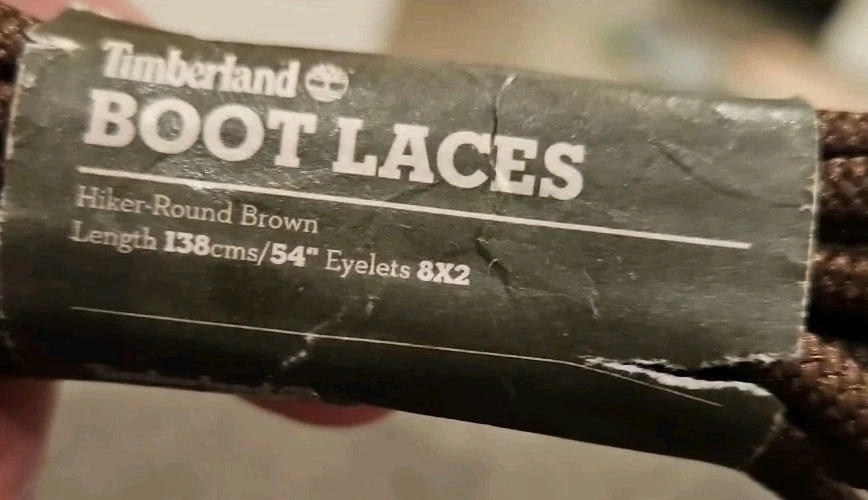 Timberland
BOOT LACES
Hiker-Round Brown
Length 138cms/54" Eyelets 8X2